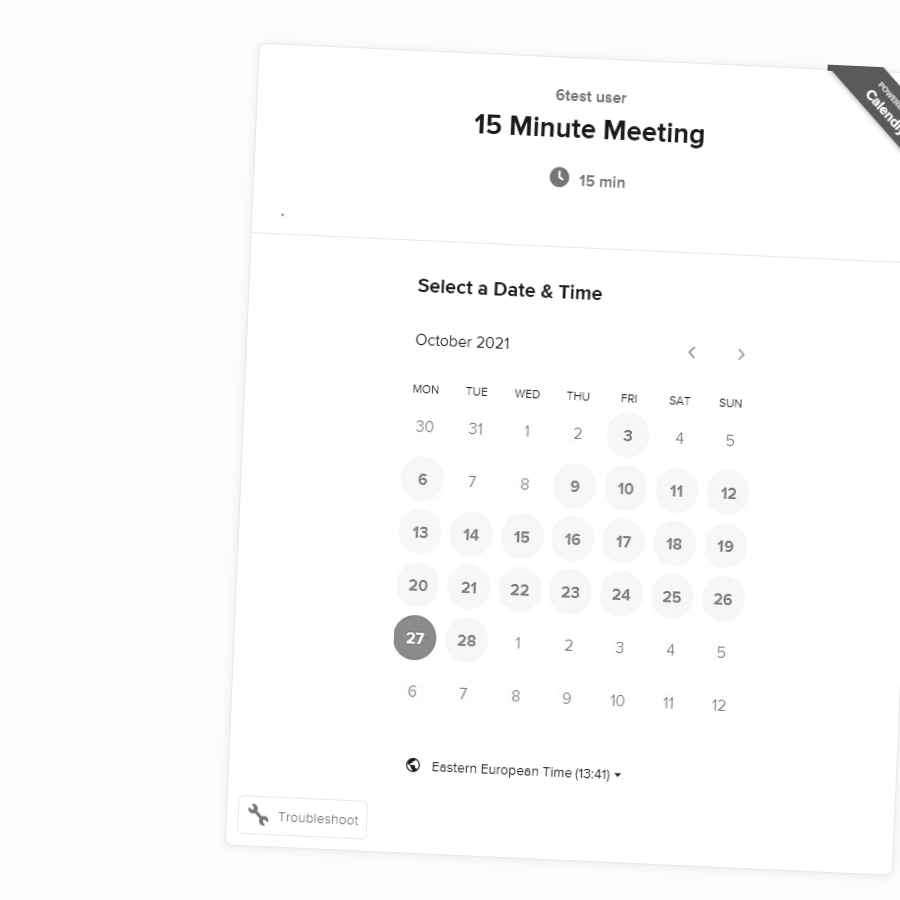 6test user
15 Minute Meeting
15 min
Calendly
Select a Date & Time
October 2021
MON TUE WED THU FRI SAT SUN
30 31 1 2 3 4 5
6 7 8 9 10 11 12
13 14 15 16 17 18 19
20 21 22 23 24 25 26
27 28 1 2 3 4 5
6 7 8 9 10 11 12
Eastern European Time (13:41)
Troubleshoot